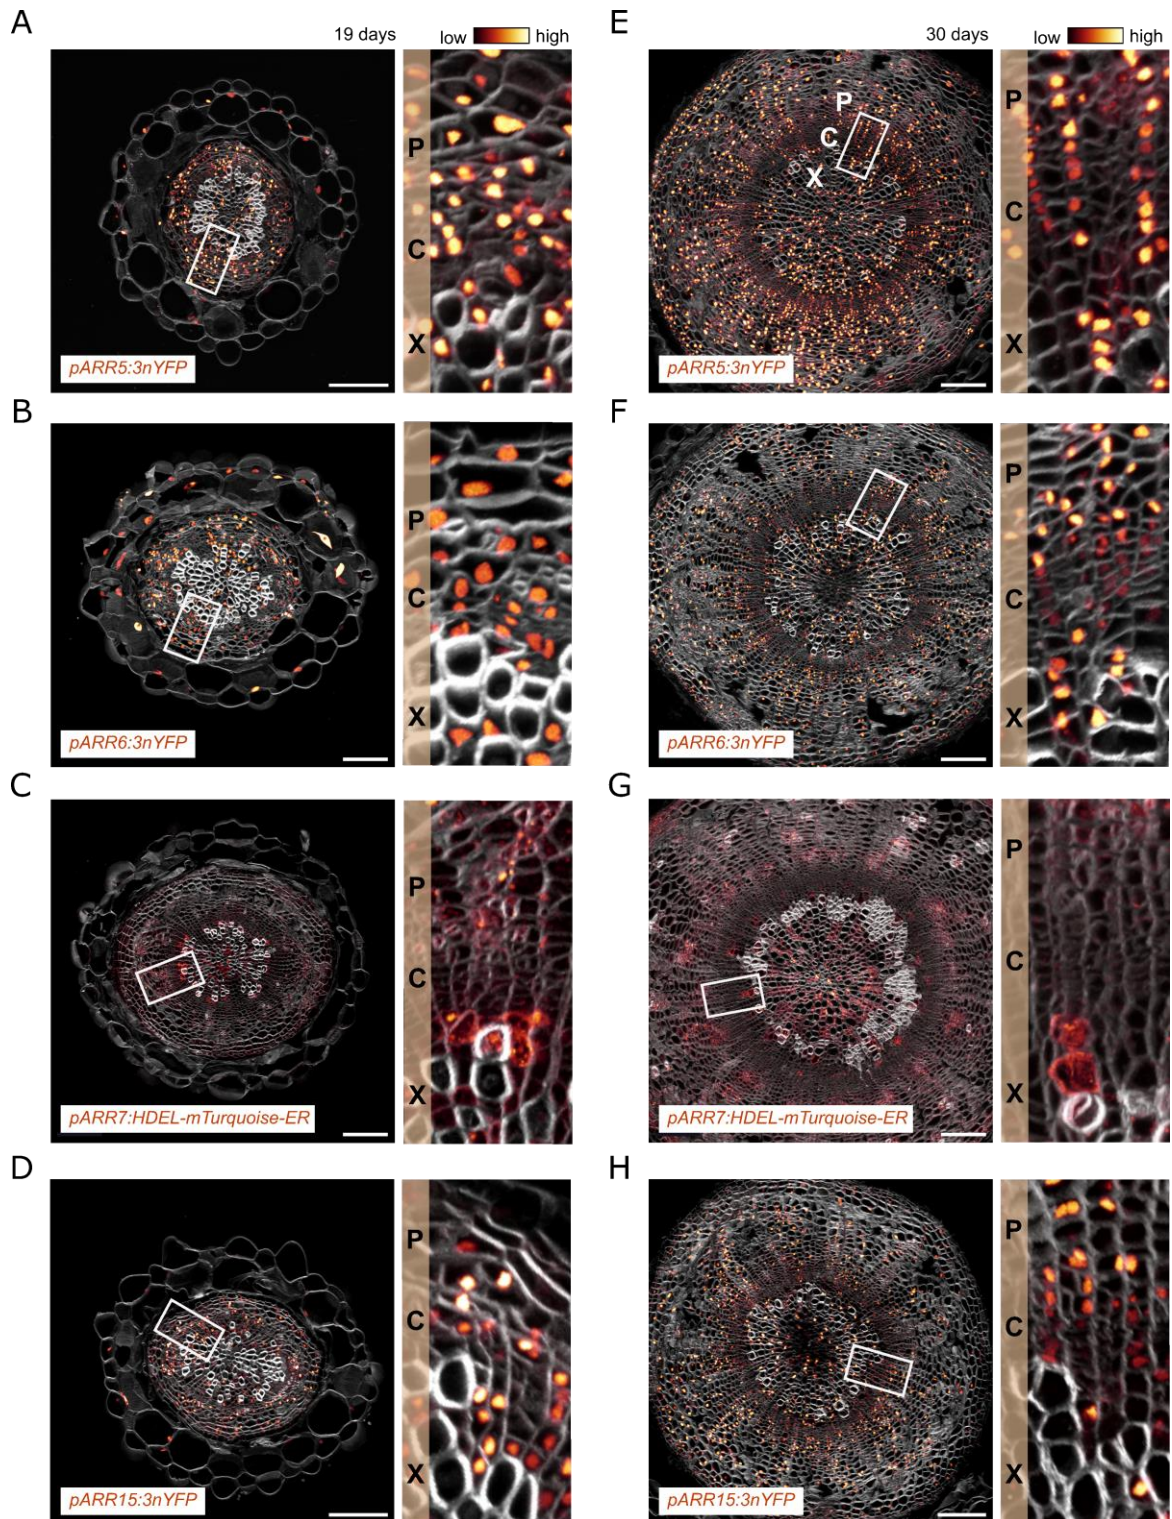 A
19 days
low
high
P
C
X
pARR5:3nYFP
B
P
C
X
pARR6:3nYFP
C
P
C
X
pARR7:HDEL-mTurquoise-ER
D
P
C
X
pARR15:3nYFP
E
30 days
low
high
P
C
X
P
C
X
pARR5:3nYFP
F
P
C
X
pARR6:3nYFP
G
P
C
X
pARR7:HDEL-mTurquoise-ER
H
P
C
X
pARR15:3nYFP